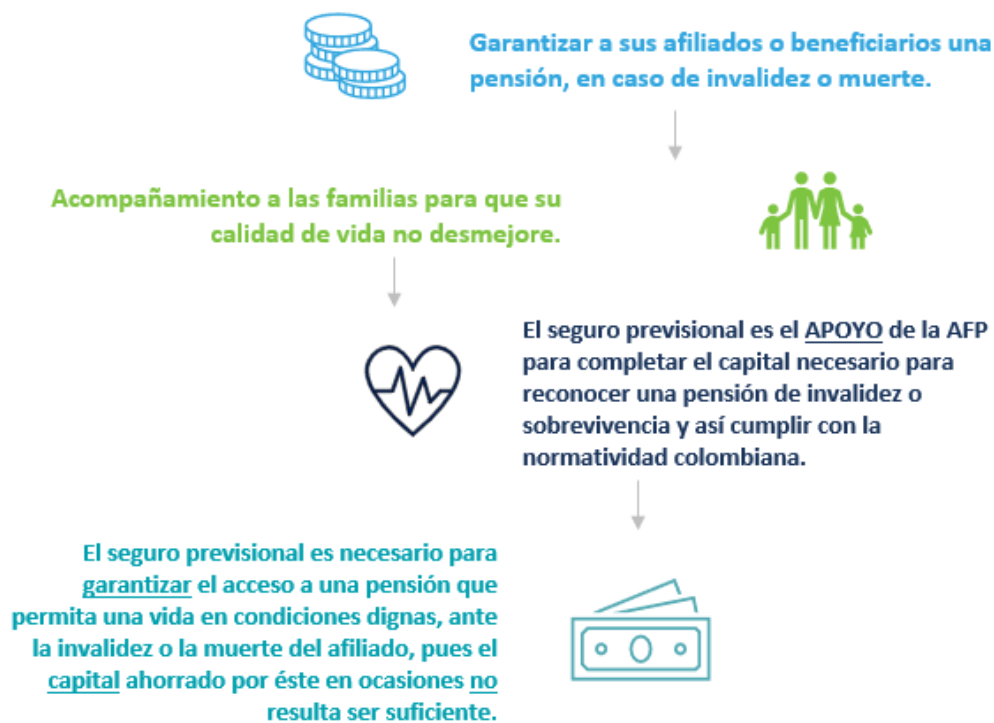 Garantizar a sus afiliados o beneficiarios una
pensión, en caso de invalidez o muerte.
Acompañamiento a las familias para que su
calidad de vida no desmejore.
El seguro previsional es el APOYO de la AFP
para completar el capital necesario para
reconocer una pensión de invalidez o
sobrevivencia y así cumplir con la
normatividad colombiana.
El seguro previsional es necesario para
garantizar el acceso a una pensión que
permita una vida en condiciones dignas, ante
la invalidez o la muerte del afiliado, pues el
capital ahorrado por éste en ocasiones no
resulta ser suficiente.